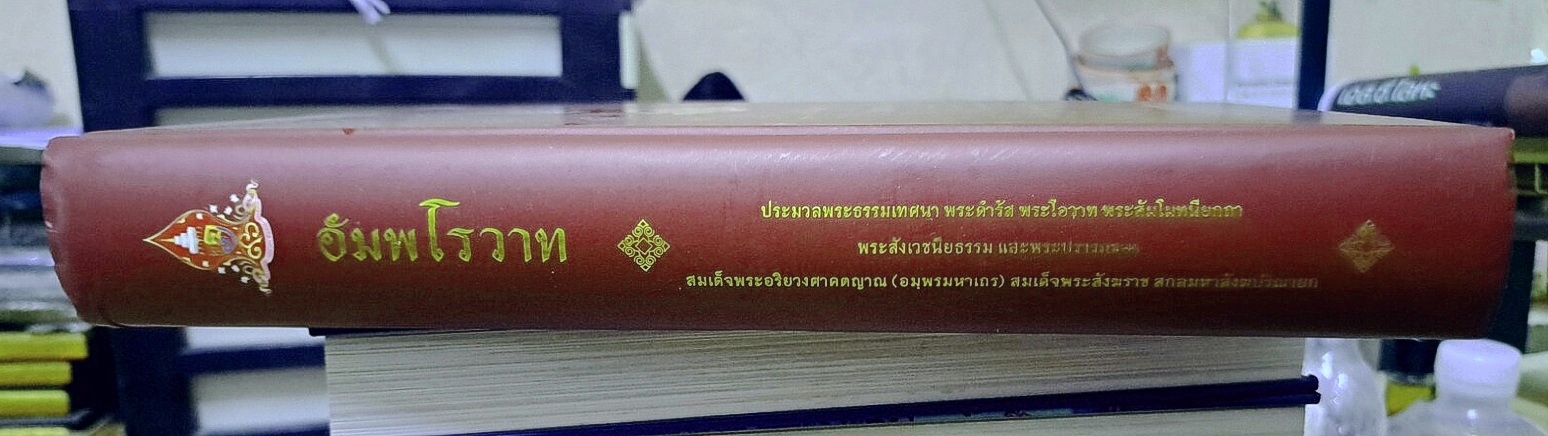 อัมพโรวาท
ประมวลพระธรรมเทศนา พระดำรัส พระโอวาท พระสัมโมทนียกถา
พระสังเวชนียธรรม และพระปรารภ
สมเด็จพระอริยวงศาคตญาณ (อมฺพรมหาเถร) สมเด็จพระสังฆราช สกลมหาสังฆปริณายก